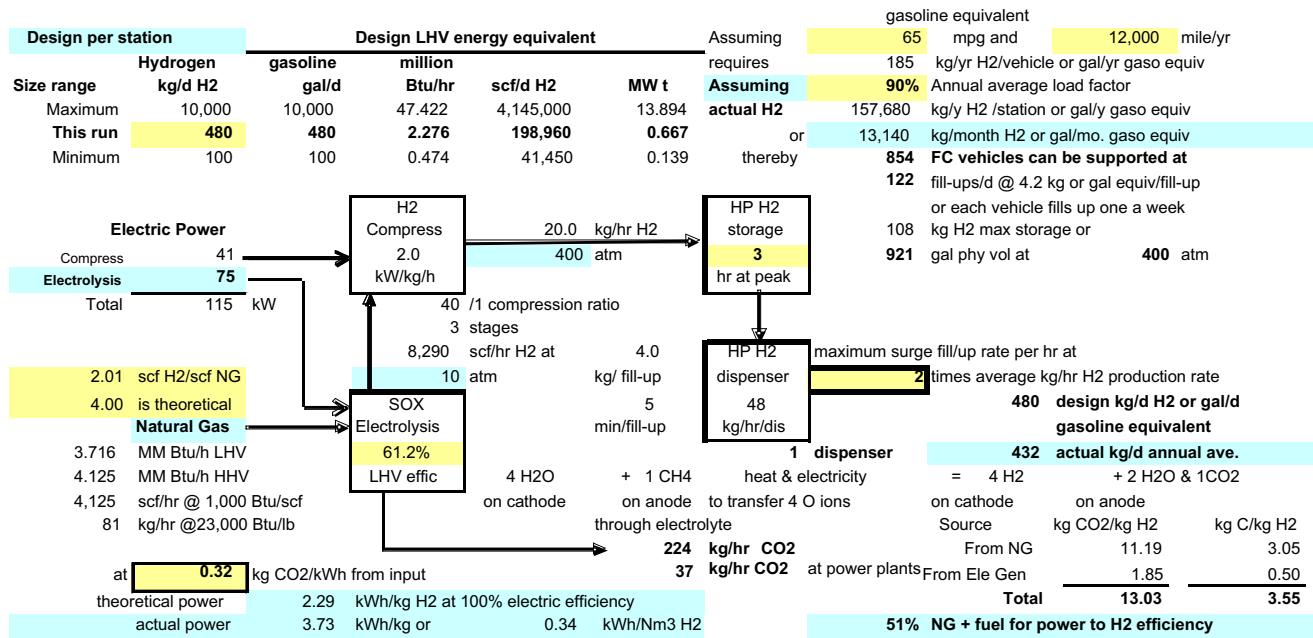 gasoline equivalent
Design per station Design LHV energy equivalent Assuming 65 mpg and 12,000 mile/yr
Hydrogen gasoline million requires 185 kg/yr H2/vehicle or gal/yr gaso equiv
Size range kg/d H2 gal/d Btu/hr scf/d H2 MW t Assuming 90% Annual average load factor
Maximum 10,000 10,000 47.422 4,145,000 13.894 actual H2 157,680 kg/y H2 /station or gal/y gaso equiv
This run 480 480 2.276 198,960 0.667 or 13,140 kg/month H2 or gal/mo. gaso equiv
Minimum 100 100 0.474 41,450 0.139 thereby 854 FC vehicles can be supported at
122 fill-ups/d @ 4.2 kg or gal equiv/fill-up
H2 HP H2 or each vehicle fills up one a week
Electric Power Compress 20.0 kg/hr H2 storage 108 kg H2 max storage or
Compress 41 2.0 400 atm 3 921 gal phy vol at 400 atm
Electrolysis 75 kW/kg/h hr at peak
Total 115 kW 40 /1 compression ratio
3 stages
8,290 scf/hr H2 at 4.0 HP H2 maximum surge fill/up rate per hr at
2.01 scf H2/scf NG 10 atm kg/ fill-up dispenser 2 times average kg/hr H2 production rate
4.00 is theoretical SOX 5 48 480 design kg/d H2 or gal/d
Natural Gas Electrolysis min/fill-up kg/hr/dis gasoline equivalent
3.716 MM Btu/h LHV 61.2% 1 dispenser 432 actual kg/d annual ave.
4.125 MM Btu/h HHV LHV effic 4 H2O + 1 CH4 heat & electricity = 4 H2 + 2 H2O & 1CO2
4,125 scf/hr @ 1,000 Btu/scf on cathode on anode to transfer 4 O ions on cathode on anode
81 kg/hr @23,000 Btu/lb through electrolyte Source kg CO2/kg H2 kg C/kg H2
224 kg/hr CO2 From NG 11.19 3.05
at 0.32 kg CO2/kWh from input 37 kg/hr CO2 at power plants From Ele Gen 1.85 0.50
theoretical power 2.29 kWh/kg H2 at 100% electric efficiency Total 13.03 3.55
actual power 3.73 kWh/kg or 0.34 kWh/Nm3 H2 51% NG + fuel for power to H2 efficiency